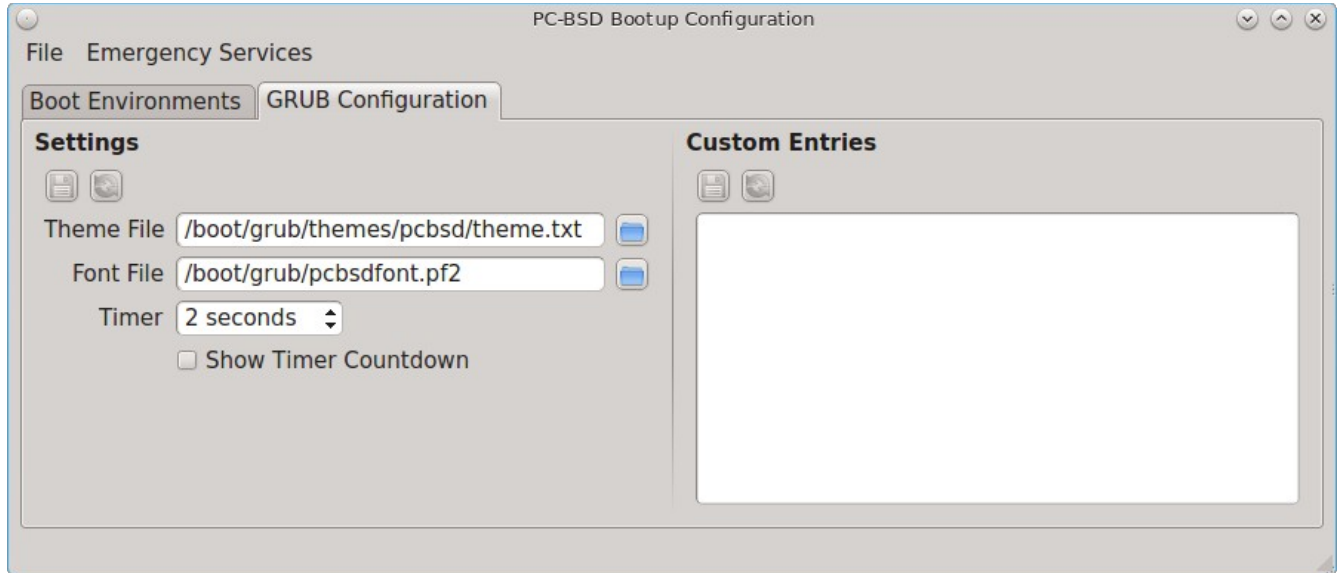 PC-BSD Bootup Configuration
File Emergency Services
Boot Environments GRUB Configuration
Settings
Theme File /boot/grub/themes/pcbsd/theme.txt
Font File /boot/grub/pcbsdfont.pf2
Timer 2 seconds
Show Timer Countdown
Custom Entries